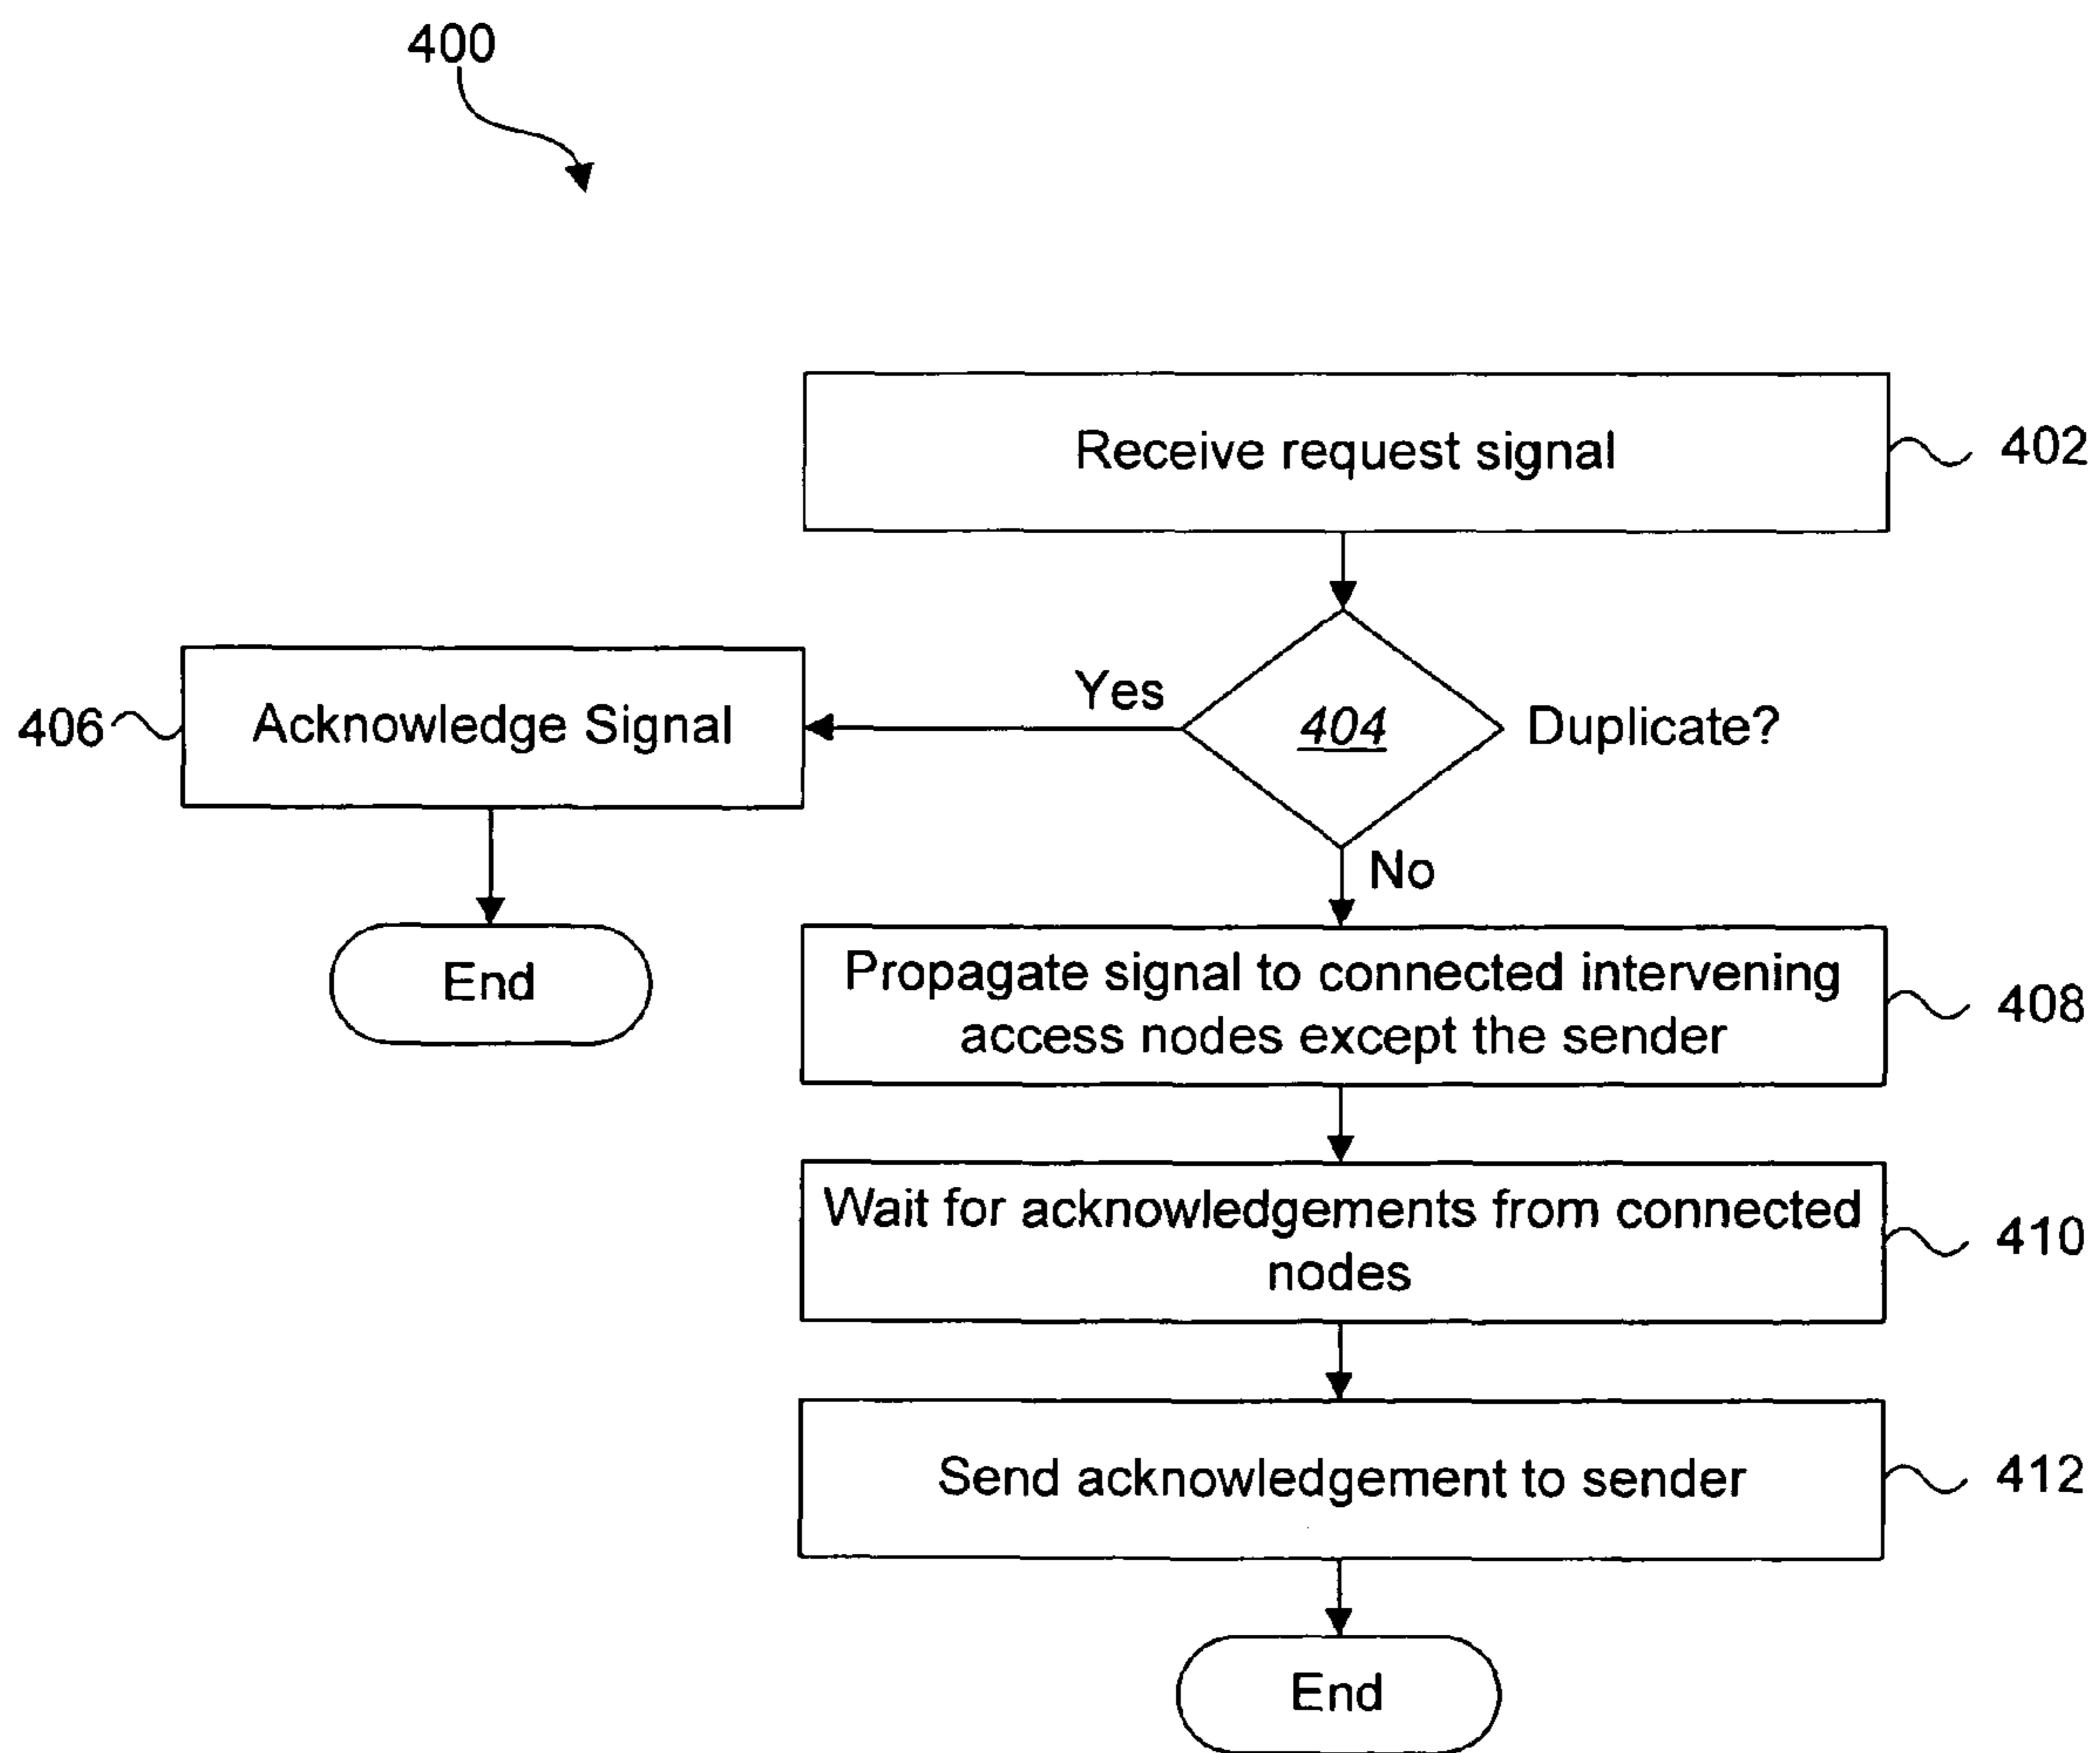 400
Receive request signal
402
Yes
404
Duplicate?
406
Acknowledge Signal
No
End
Propagate signal to connected intervening
access nodes except the sender
408
Wait for acknowledgements from connected
nodes
410
Send acknowledgement to sender
412
End